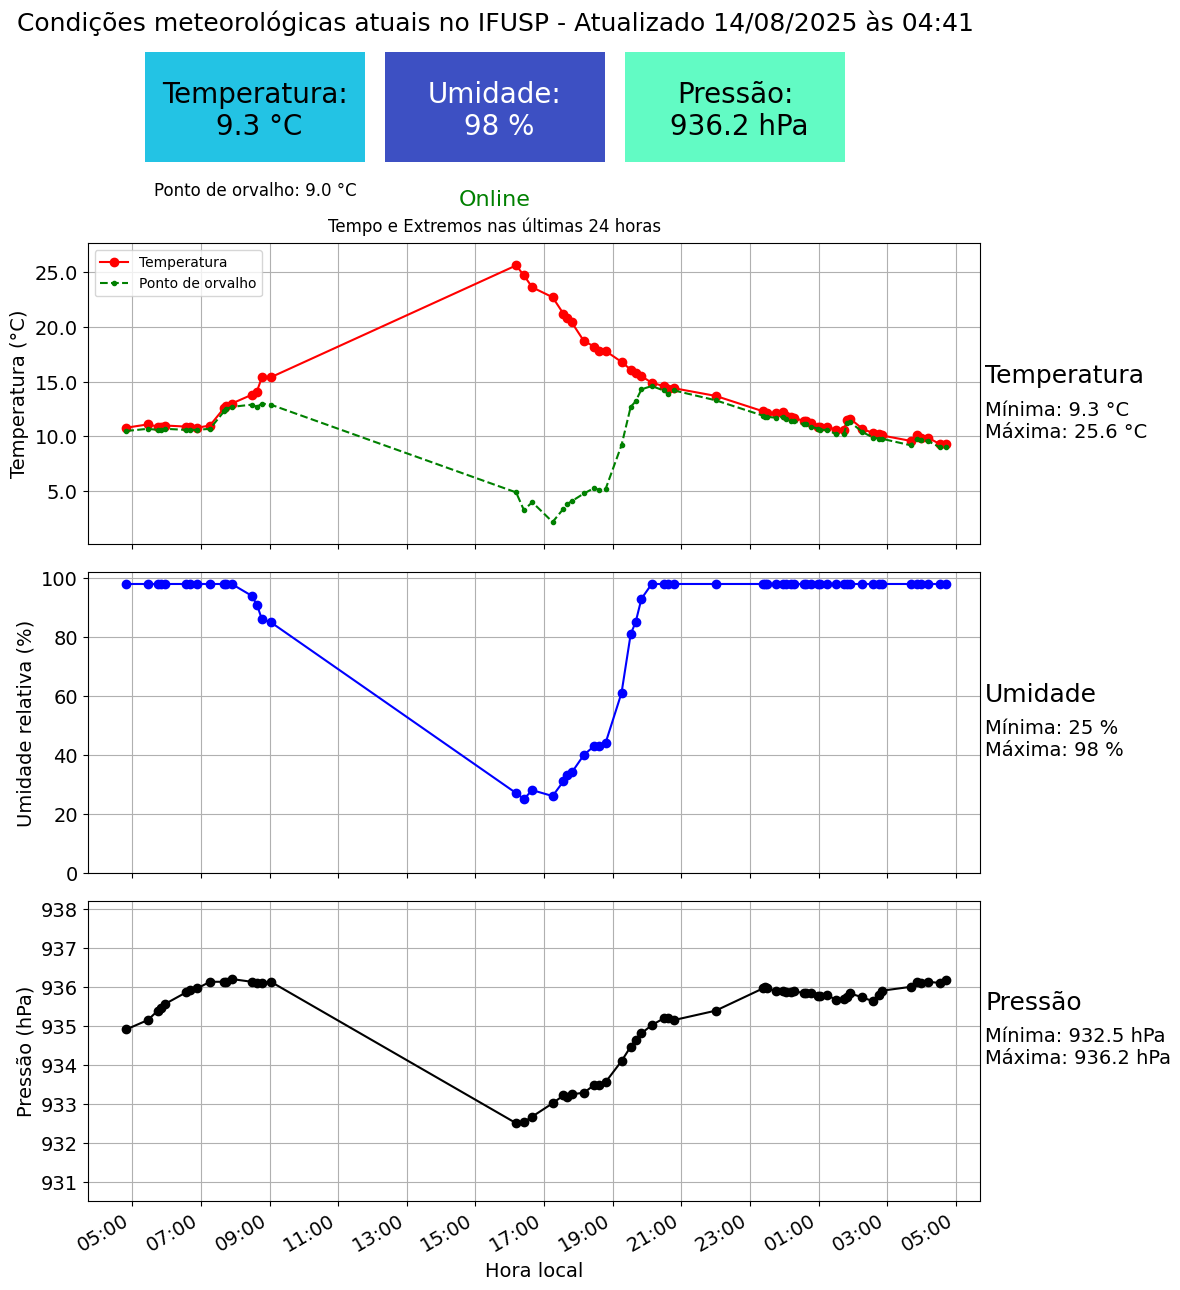 Condições meteorológicas atuais no IFUSP - Atualizado 14/08/2025 às 04:41
Temperatura:
9.3 °C
Umidade:
98 %
Pressão:
936.2 hPa
Ponto de orvalho: 9.0 °C
Online
Tempo e Extremos nas últimas 24 horas
Temperatura
Ponto de orvalho
Temperatura (°C)
25.0
20.0
15.0
10.0
5.0
Temperatura
Mínima: 9.3 °C
Máxima: 25.6 °C
Umidade relativa (%)
100
80
60
40
20
0
Umidade
Mínima: 25 %
Máxima: 98 %
Pressão (hPa)
938
937
936
935
934
933
932
931
Pressão
Mínima: 932.5 hPa
Máxima: 936.2 hPa
05:00 07:00 09:00 11:00 13:00 15:00 17:00 19:00 21:00 23:00 01:00 03:00 05:00
Hora local